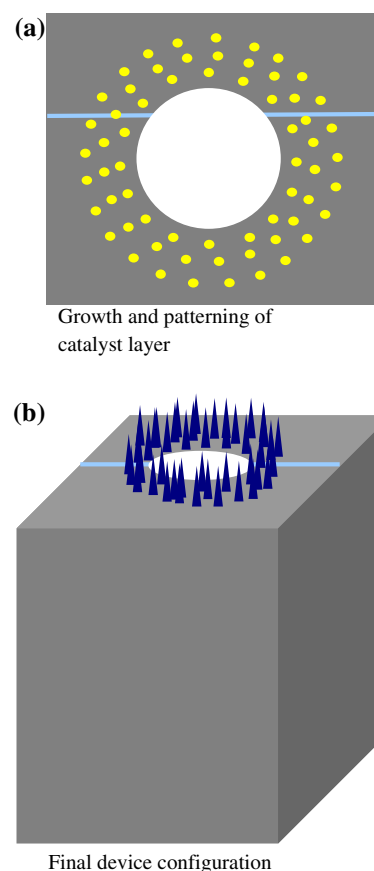 (a)
Growth and patterning of
catalyst layer
(b)
Final device configuration